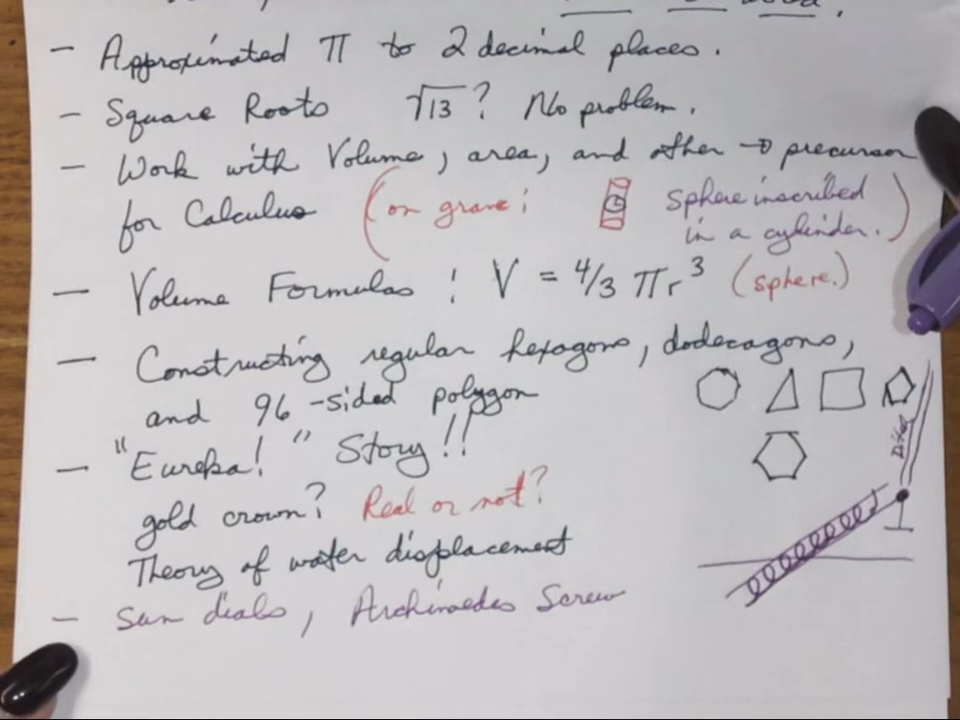 - Approximated π to 2 decimal places.
- Square Roots √13 ? No problem.
- Work with Volume, area, and other → precursor
for Calculus (on grave: sphere inscribed
in a cylinder.)
- Volume Formulas ! V = 4/3 πr³ (sphere.)
- Constructing regular hexagons, dodecagons,
and 96-sided polygon
- "Eureka!" Story!!
gold crown? Real or not?
Theory of water displacement
- Sun dials, Archimedes Screw